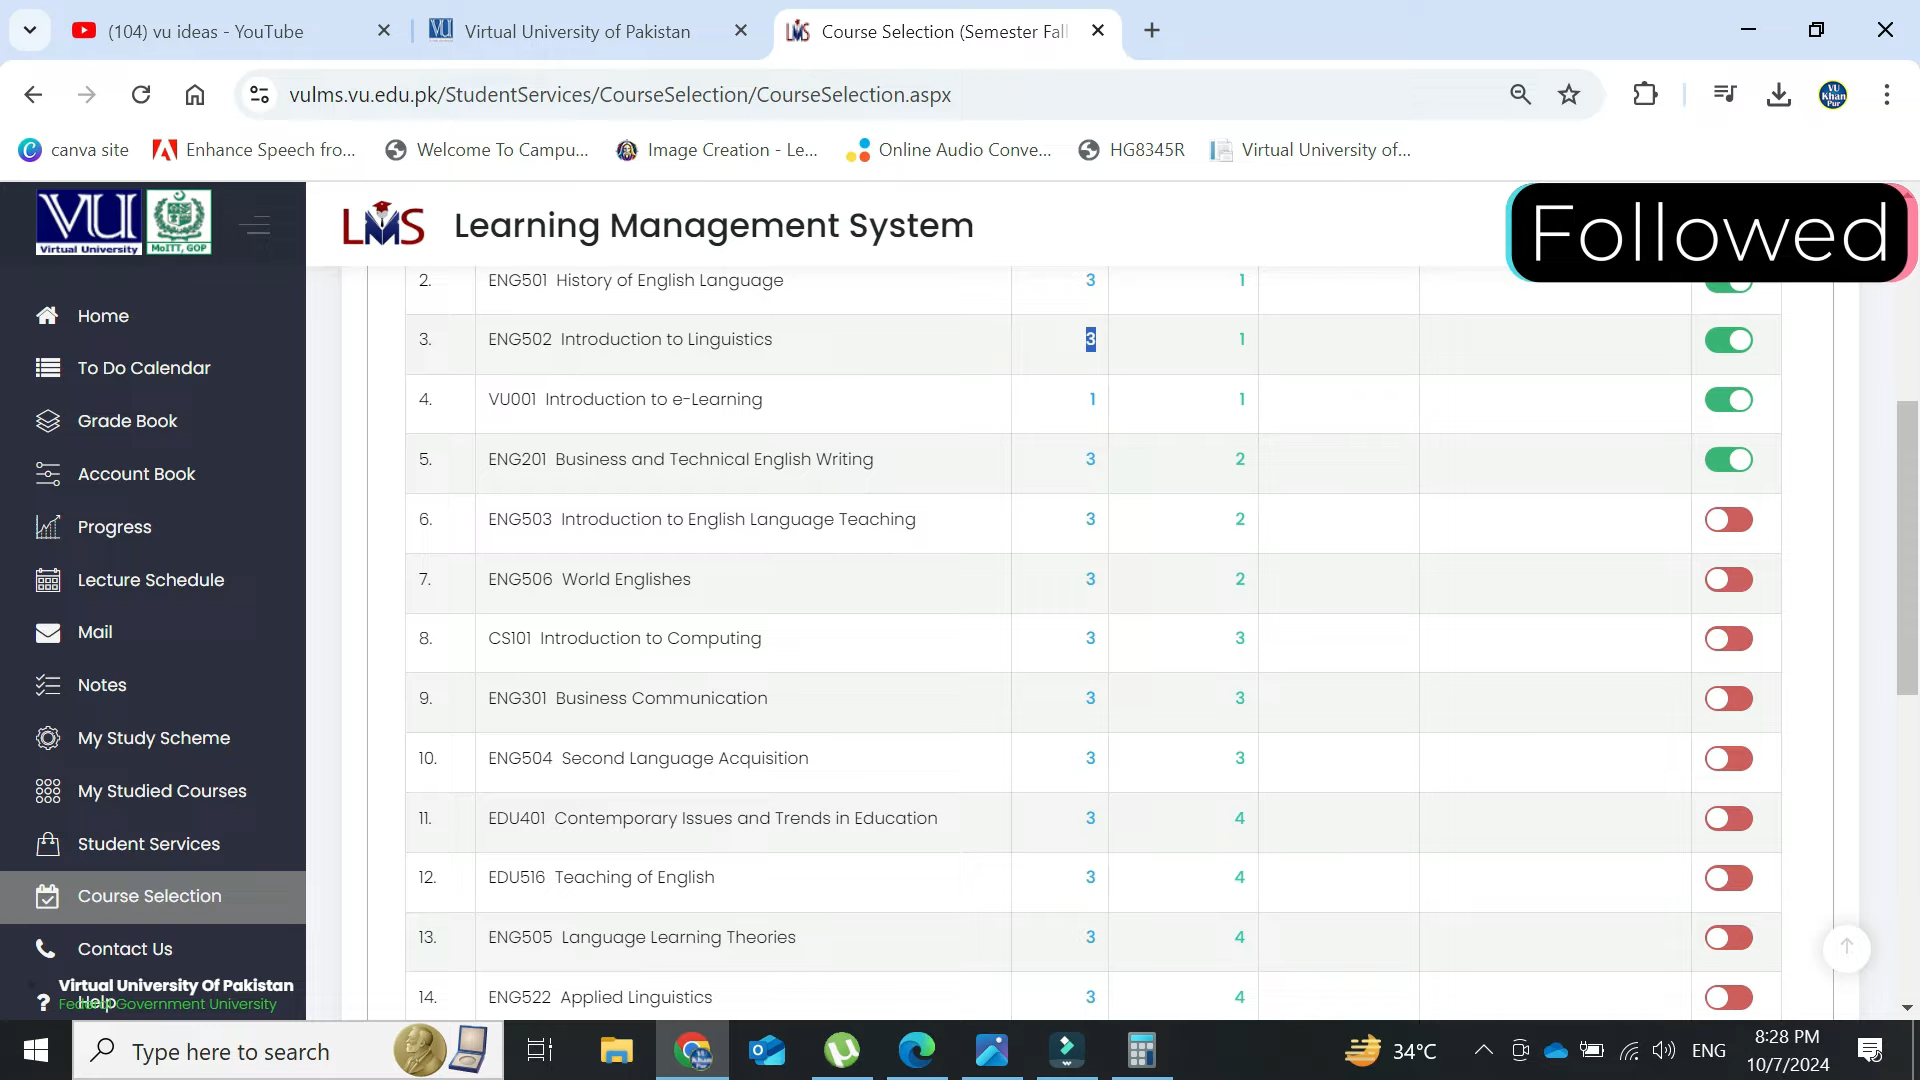 (104) vu ideas - YouTube
Virtual University of Pakistan
Course Selection (Semester Fall
vulms.vu.edu.pk/StudentServices/CourseSelection/CourseSelection.aspx
VU Khan Pur
canva site
Enhance Speech fro...
Welcome To Campu...
Image Creation - Le...
Online Audio Conve...
HG8345R
Virtual University of...
VU
Virtual University
MoITT, GOP
LMS
Learning Management System
Followed
Home
To Do Calendar
Grade Book
Account Book
Progress
Lecture Schedule
Mail
Notes
My Study Scheme
My Studied Courses
Student Services
Course Selection
Contact Us
Help
Virtual University Of Pakistan
Federal Government University
2. ENG501 History of English Language 3 1
3. ENG502 Introduction to Linguistics 3 1
4. VU001 Introduction to e-Learning 1 1
5. ENG201 Business and Technical English Writing 3 2
6. ENG503 Introduction to English Language Teaching 3 2
7. ENG506 World Englishes 3 2
8. CS101 Introduction to Computing 3 3
9. ENG301 Business Communication 3 3
10. ENG504 Second Language Acquisition 3 3
11. EDU401 Contemporary Issues and Trends in Education 3 4
12. EDU516 Teaching of English 3 4
13. ENG505 Language Learning Theories 3 4
14. ENG522 Applied Linguistics 3 4
Type here to search
34°C
ENG
8:28 PM
10/7/2024